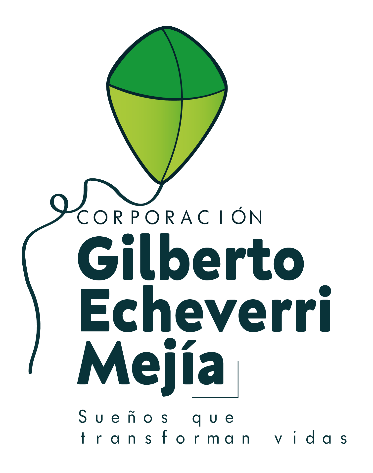 CORPORACIÓN
Gilberto
Echeverri
Mejía
Sueños que
transforman vidas